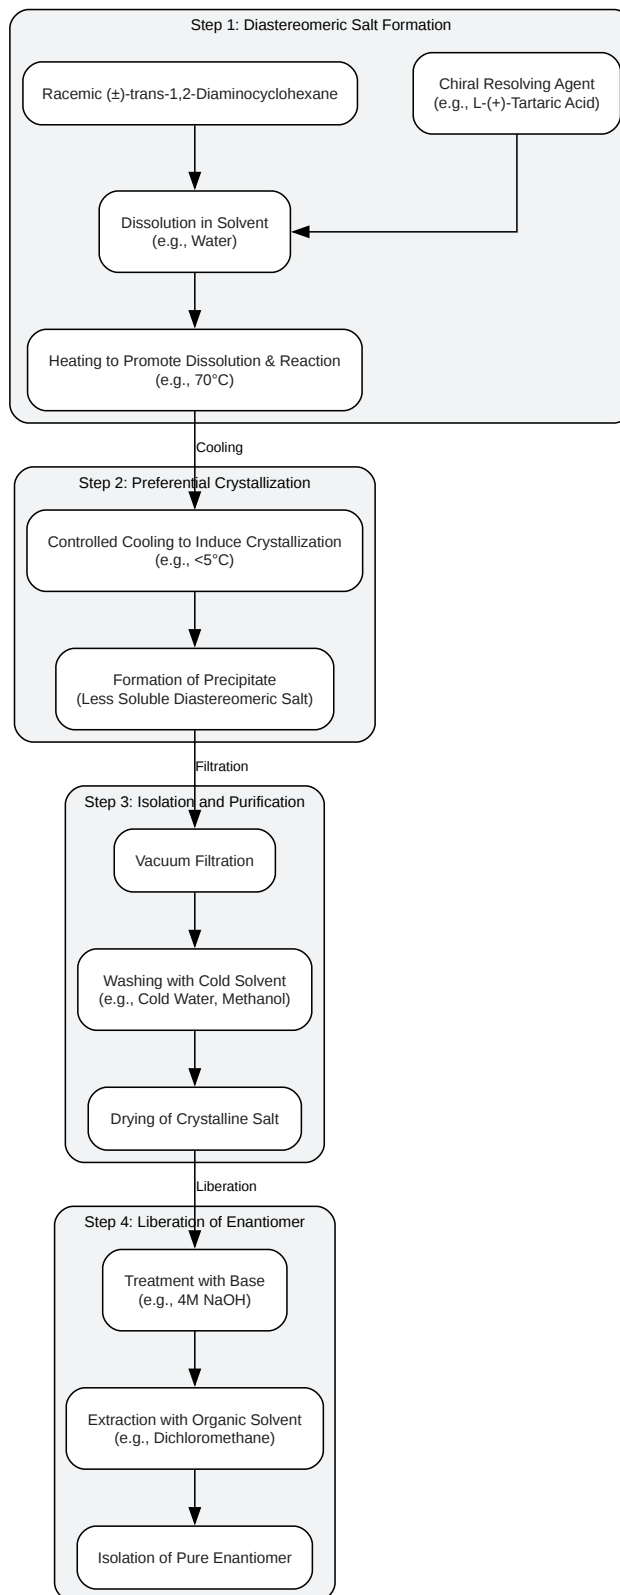 Step 1: Diastereomeric Salt Formation
Racemic (±)-trans-1,2-Diaminocyclohexane
Chiral Resolving Agent
(e.g., L-(+)-Tartaric Acid)
Dissolution in Solvent
(e.g., Water)
Heating to Promote Dissolution & Reaction
(e.g., 70°C)
Cooling
Step 2: Preferential Crystallization
Controlled Cooling to Induce Crystallization
(e.g., <5°C)
Formation of Precipitate
(Less Soluble Diastereomeric Salt)
Filtration
Step 3: Isolation and Purification
Vacuum Filtration
Washing with Cold Solvent
(e.g., Cold Water, Methanol)
Drying of Crystalline Salt
Liberation
Step 4: Liberation of Enantiomer
Treatment with Base
(e.g., 4M NaOH)
Extraction with Organic Solvent
(e.g., Dichloromethane)
Isolation of Pure Enantiomer